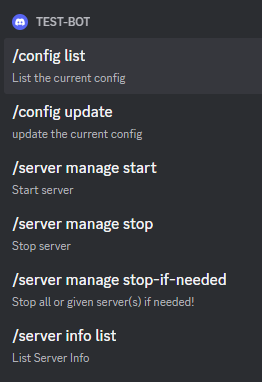 TEST-BOT
/config list
List the current config
/config update
update the current config
/server manage start
Start server
/server manage stop
Stop server
/server manage stop-if-needed
Stop all or given server(s) if needed!
/server info list
List Server Info